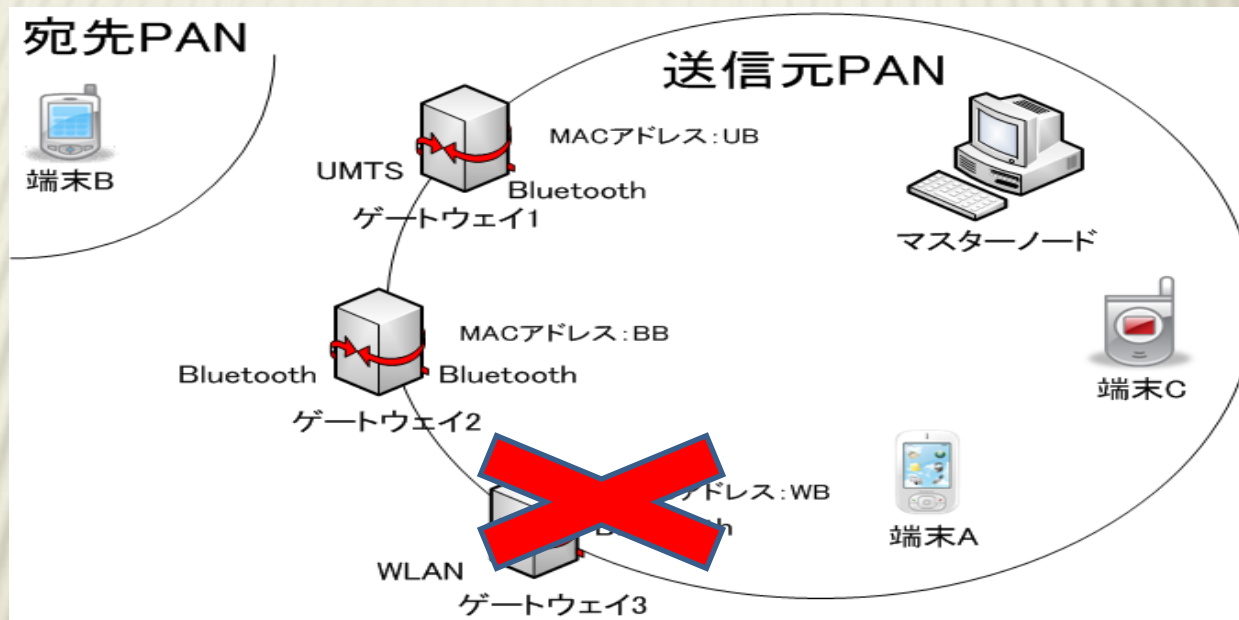 宛先PAN
送信元PAN
端末B
MACアドレス:UB
UMTS
Bluetooth
ゲートウェイ1
マスターノード
MACアドレス:BB
Bluetooth
Bluetooth
ゲートウェイ2
端末C
ドレス:WB
端末A
WLAN
ゲートウェイ3